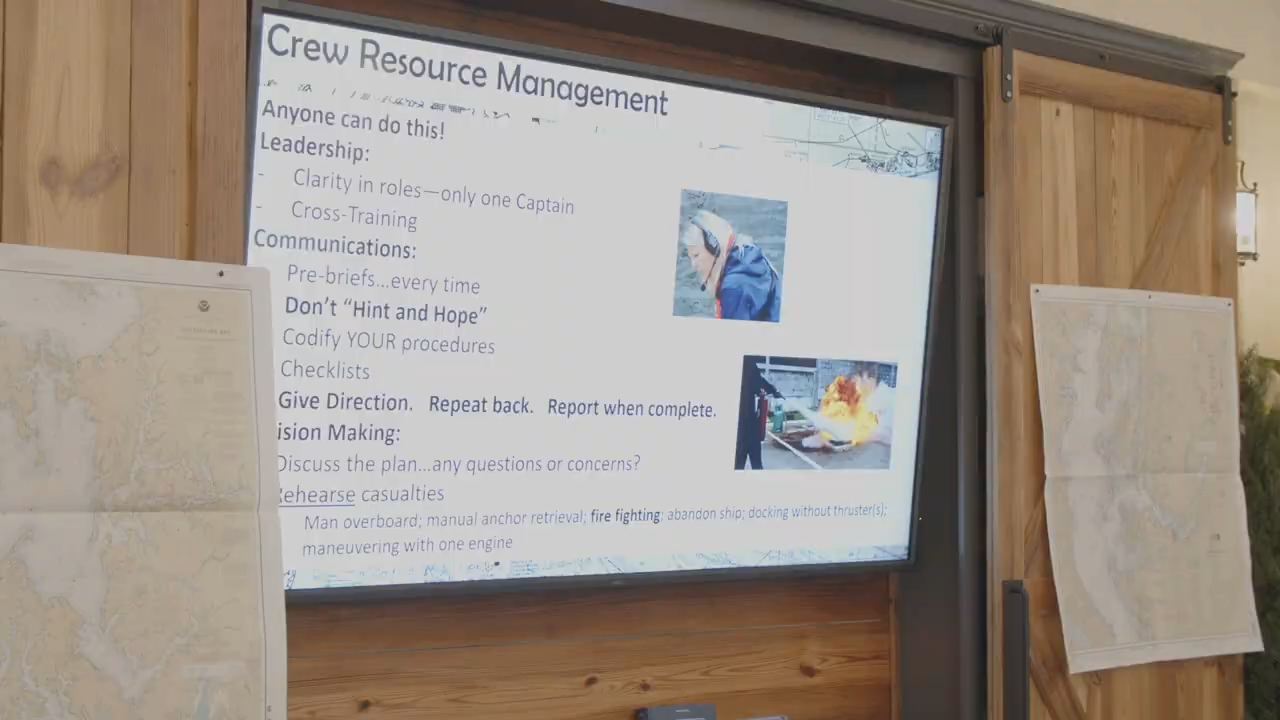 Crew Resource Management
Anyone can do this!
Leadership:
- Clarity in roles—only one Captain
- Cross-Training
Communications:
Pre-briefs...every time
Don't “Hint and Hope”
Codify YOUR procedures
Checklists
Give Direction. Repeat back. Report when complete.
ision Making:
Discuss the plan...any questions or concerns?
Rehearse casualties
Man overboard; manual anchor retrieval; fire fighting; abandon ship; docking without thruster(s);
maneuvering with one engine